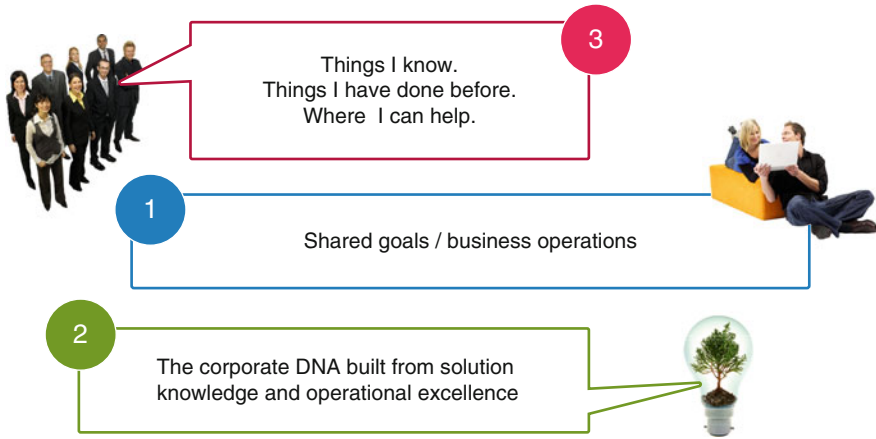 3
Things I know.
Things I have done before.
Where I can help.
1
Shared goals / business operations
2
The corporate DNA built from solution
knowledge and operational excellence